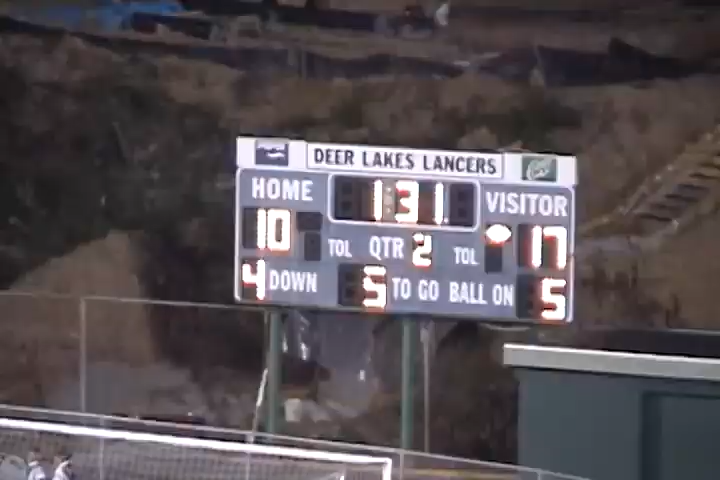 DEER LAKES LANCERS
HOME 1:31 VISITOR
10 TOL QTR 2 TOL 17
4 DOWN 5 TO GO BALL ON 5